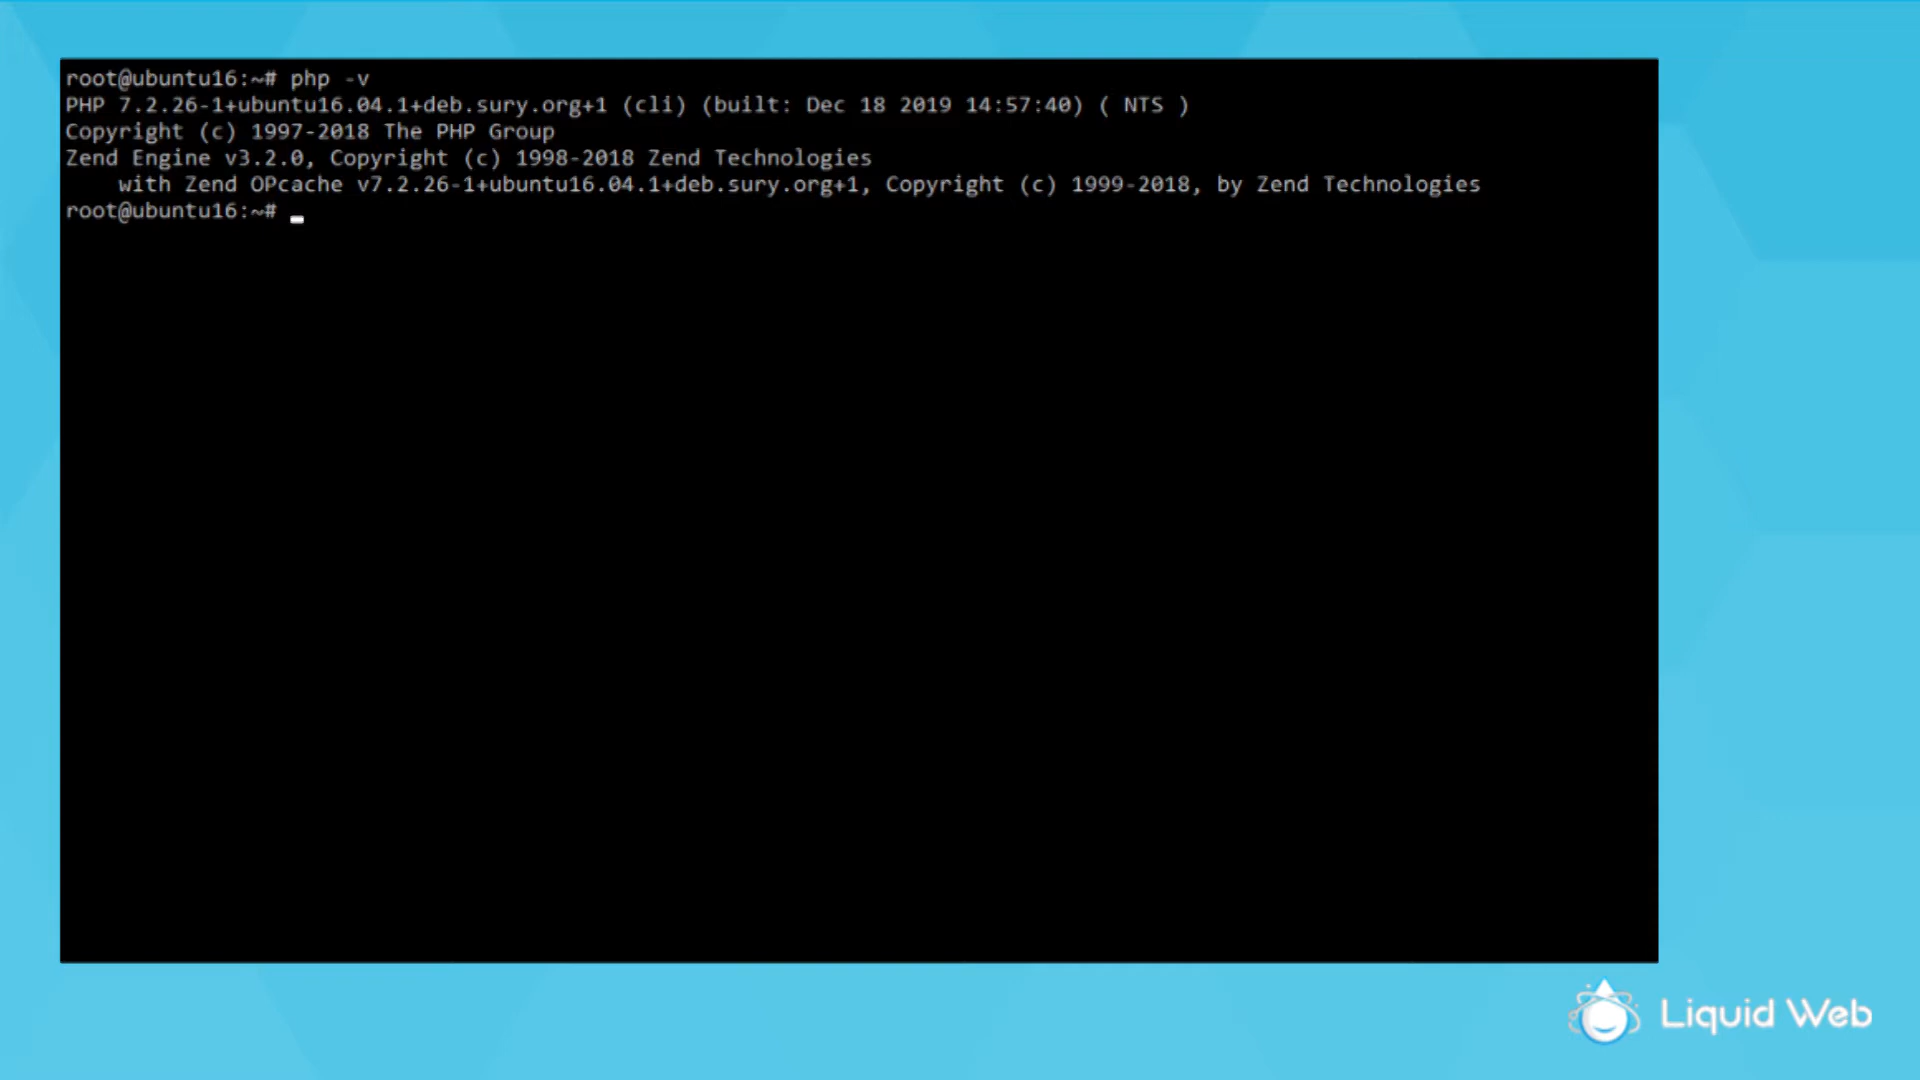 root@ubuntu16:~# php -v
PHP 7.2.26-1+ubuntu16.04.1+deb.sury.org+1 (cli) (built: Dec 18 2019 14:57:40) ( NTS )
Copyright (c) 1997-2018 The PHP Group
Zend Engine v3.2.0, Copyright (c) 1998-2018 Zend Technologies
    with Zend OPcache v7.2.26-1+ubuntu16.04.1+deb.sury.org+1, Copyright (c) 1999-2018, by Zend Technologies
root@ubuntu16:~#
Liquid Web